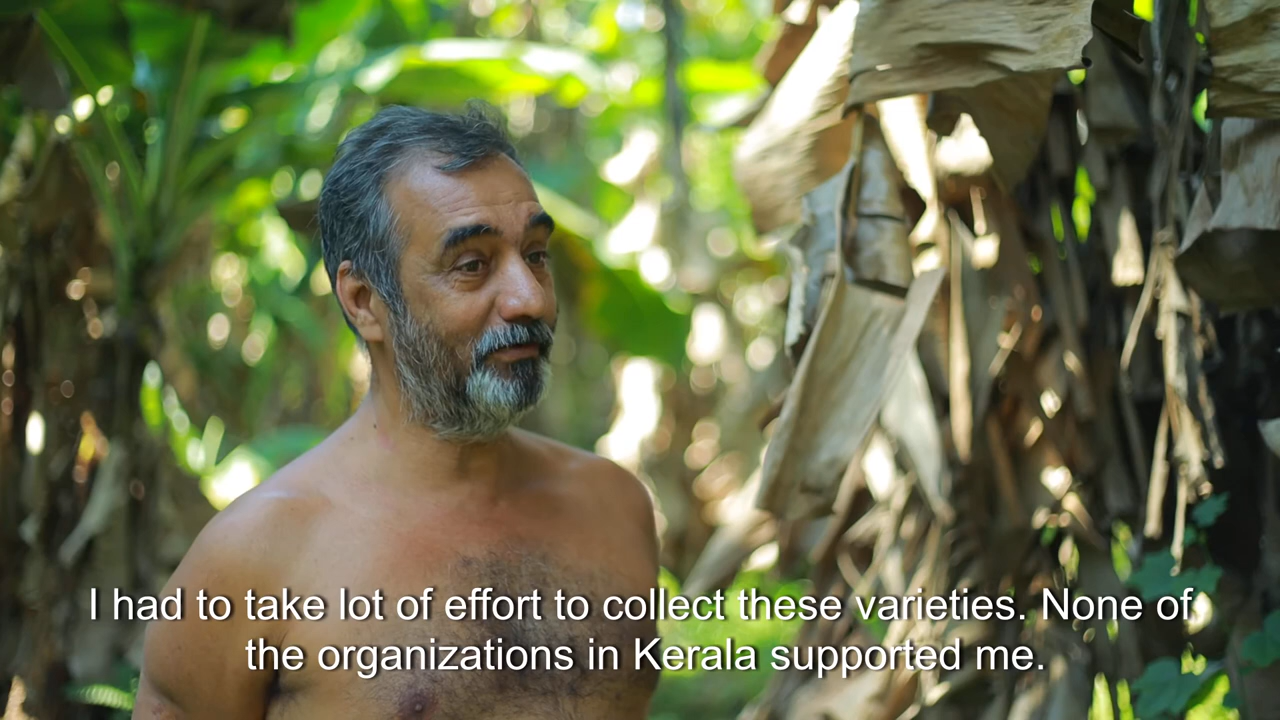 I had to take lot of effort to collect these varieties. None of
the organizations in Kerala supported me.